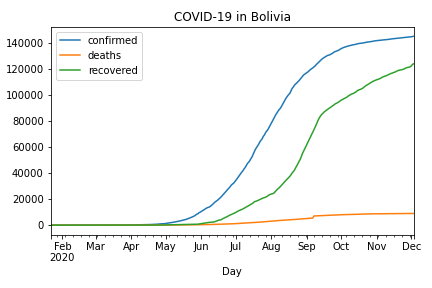 COVID-19 in Bolivia
confirmed
deaths
recovered
140000
120000
100000
80000
60000
40000
20000
0
Feb Mar Apr May Jun Jul Aug Sep Oct Nov Dec
2020
Day